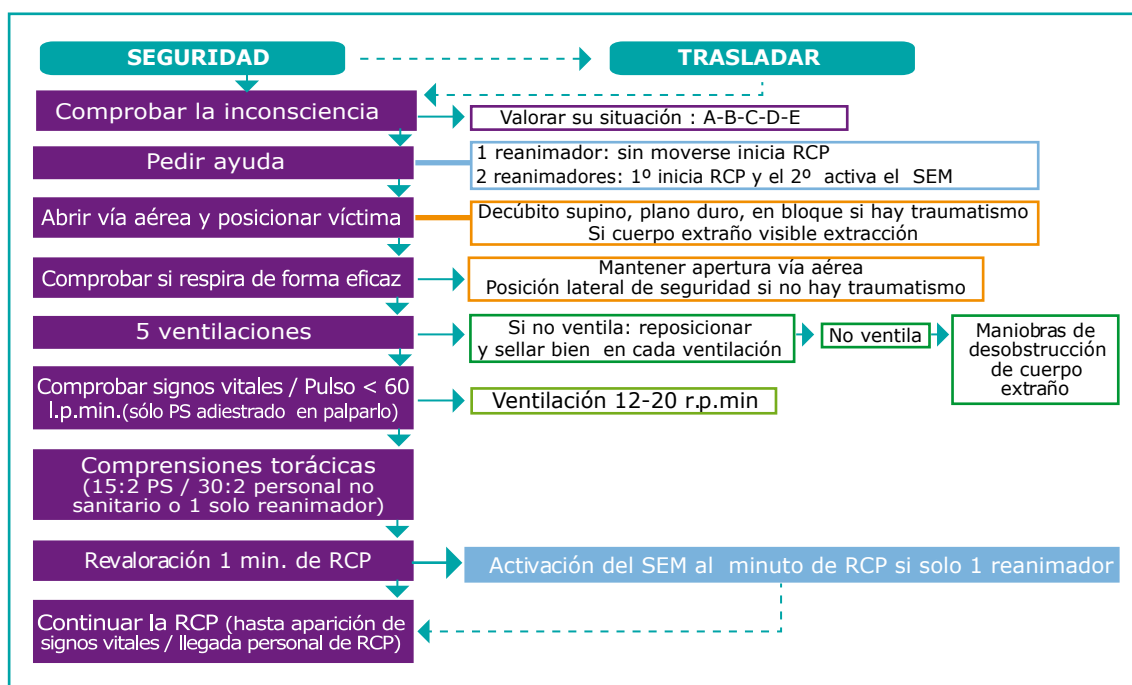 SEGURIDAD
TRASLADAR
Comprobar la inconsciencia
Valorar su situación : A-B-C-D-E
Pedir ayuda
1 reanimador: sin moverse inicia RCP
2 reanimadores: 1º inicia RCP y el 2º activa el SEM
Abrir vía aérea y posicionar víctima
Decúbito supino, plano duro, en bloque si hay traumatismo
Si cuerpo extraño visible extracción
Comprobar si respira de forma eficaz
Mantener apertura vía aérea
Posición lateral de seguridad si no hay traumatismo
5 ventilaciones
Si no ventila: reposicionar
y sellar bien en cada ventilación
No ventila
Maniobras de
desobstrucción
de cuerpo
extraño
Comprobar signos vitales / Pulso < 60
l.p.min.(sólo PS adiestrado en palparlo)
Ventilación 12-20 r.p.min
Comprensiones torácicas
(15:2 PS / 30:2 personal no
sanitario o 1 solo reanimador)
Revaloración 1 min. de RCP
Activación del SEM al minuto de RCP si solo 1 reanimador
Continuar la RCP (hasta aparición de
signos vitales / llegada personal de RCP)